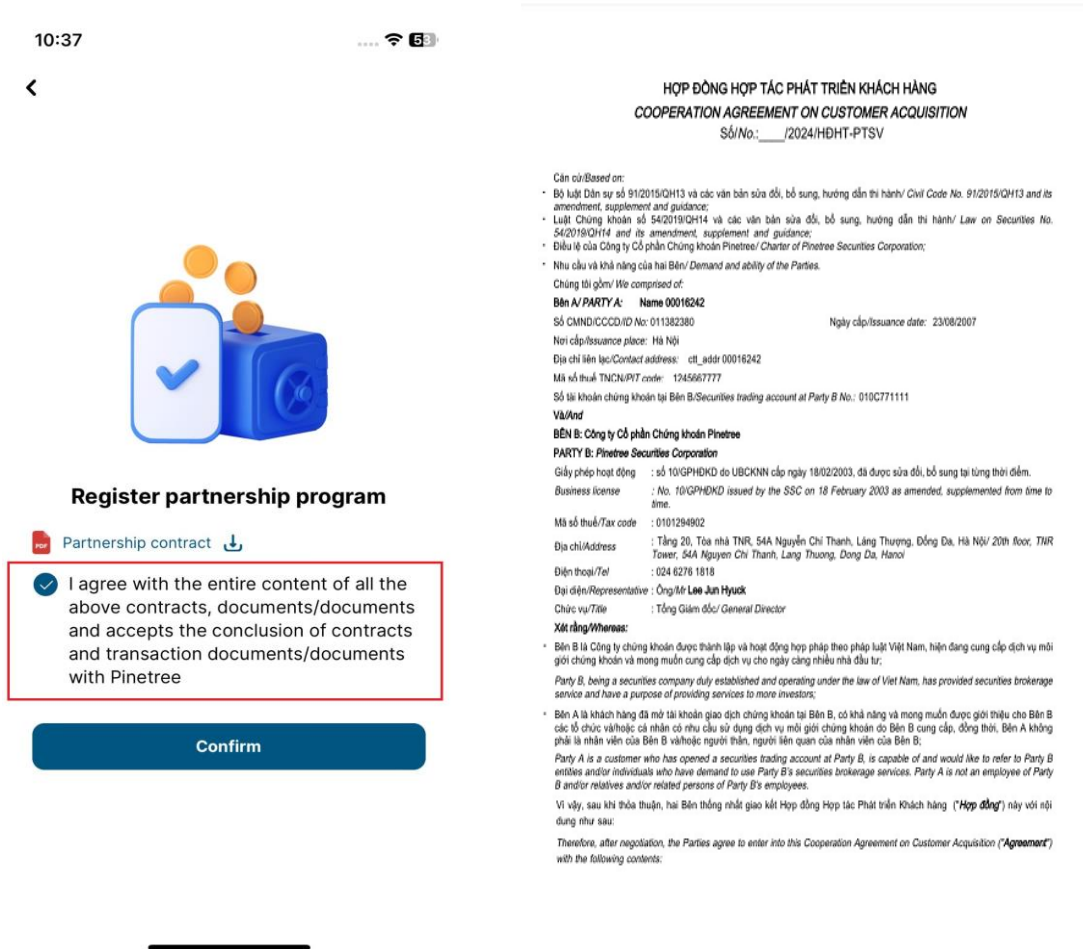 10:37
53
Register partnership program
PDF
Partnership contract
I agree with the entire content of all the
above contracts, documents/documents
and accepts the conclusion of contracts
and transaction documents/documents
with Pinetree
Confirm
HỢP ĐỒNG HỢP TÁC PHÁT TRIỂN KHÁCH HÀNG
COOPERATION AGREEMENT ON CUSTOMER ACQUISITION
Số/No.:____/2024/HĐHT-PTSV
Căn cứ/Based on:
• Bộ luật Dân sự số 91/2015/QH13 và các văn bản sửa đổi, bổ sung, hướng dẫn thi hành/ Civil Code No. 91/2015/QH13 and its
amendment, supplement and guidance;
• Luật Chứng khoán số 54/2019/QH14 và các văn bản sửa đổi, bổ sung, hướng dẫn thi hành/ Law on Securities No.
54/2019/QH14 and its amendment, supplement and guidance;
• Điều lệ của Công ty Cổ phần Chứng khoán Pinetree/ Charter of Pinetree Securities Corporation;
• Nhu cầu và khả năng của hai Bên/ Demand and ability of the Parties.
Chúng tôi gồm/ We comprised of:
Bên A/ PARTY A: Name 00016242
Số CMND/CCCD/ID No: 011382380 Ngày cấp/Issuance date: 23/08/2007
Nơi cấp/Issuance place: Hà Nội
Địa chỉ liên lạc/Contact address: ctt_addr 00016242
Mã số thuế TNCN/PIT code: 1245667777
Số tài khoản chứng khoán tại Bên B/Securities trading account at Party B No.: 010C771111
Và/And
BÊN B: Công ty Cổ phần Chứng khoán Pinetree
PARTY B: Pinetree Securities Corporation
Giấy phép hoạt động : số 10/GPHĐKD do UBCKNN cấp ngày 18/02/2003, đã được sửa đổi, bổ sung tại từng thời điểm.
Business license : No. 10/GPHĐKD issued by the SSC on 18 February 2003 as amended, supplemented from time to
time.
Mã số thuế/Tax code : 0101294902
Địa chỉ/Address : Tầng 20, Tòa nhà TNR, 54A Nguyễn Chí Thanh, Láng Thượng, Đống Đa, Hà Nội/ 20th floor, TNR
Tower, 54A Nguyen Chi Thanh, Lang Thuong, Dong Da, Hanoi
Điện thoại/Tel : 024 6276 1818
Đại diện/Representative : Ông/Mr Lee Jun Hyuck
Chức vụ/Title : Tổng Giám đốc/ General Director
Xét rằng/Whereas:
• Bên B là Công ty chứng khoán được thành lập và hoạt động hợp pháp theo pháp luật Việt Nam, hiện đang cung cấp dịch vụ môi
giới chứng khoán và mong muốn cung cấp dịch vụ cho ngày càng nhiều nhà đầu tư;
Party B, being a securities company duly established and operating under the law of Viet Nam, has provided securities brokerage
service and have a purpose of providing services to more investors;
• Bên A là khách hàng đã mở tài khoản giao dịch chứng khoán tại Bên B, có khả năng và mong muốn được giới thiệu cho Bên B
các tổ chức và/hoặc cá nhân có nhu cầu sử dụng dịch vụ môi giới chứng khoán do Bên B cung cấp, đồng thời, Bên A không
phải là nhân viên của Bên B và/hoặc người thân, người liên quan của nhân viên của Bên B;
Party A is a customer who has opened a securities trading account at Party B, is capable of and would like to refer to Party B
entities and/or individuals who have demand to use Party B's securities brokerage services. Party A is not an employee of Party
B and/or relatives and/or related persons of Party B's employees.
Vì vậy, sau khi thỏa thuận, hai Bên thống nhất giao kết Hợp đồng Hợp tác Phát triển Khách hàng ("Hợp đồng") này với nội
dung như sau:
Therefore, after negotiation, the Parties agree to enter into this Cooperation Agreement on Customer Acquisition ("Agreement")
with the following contents: